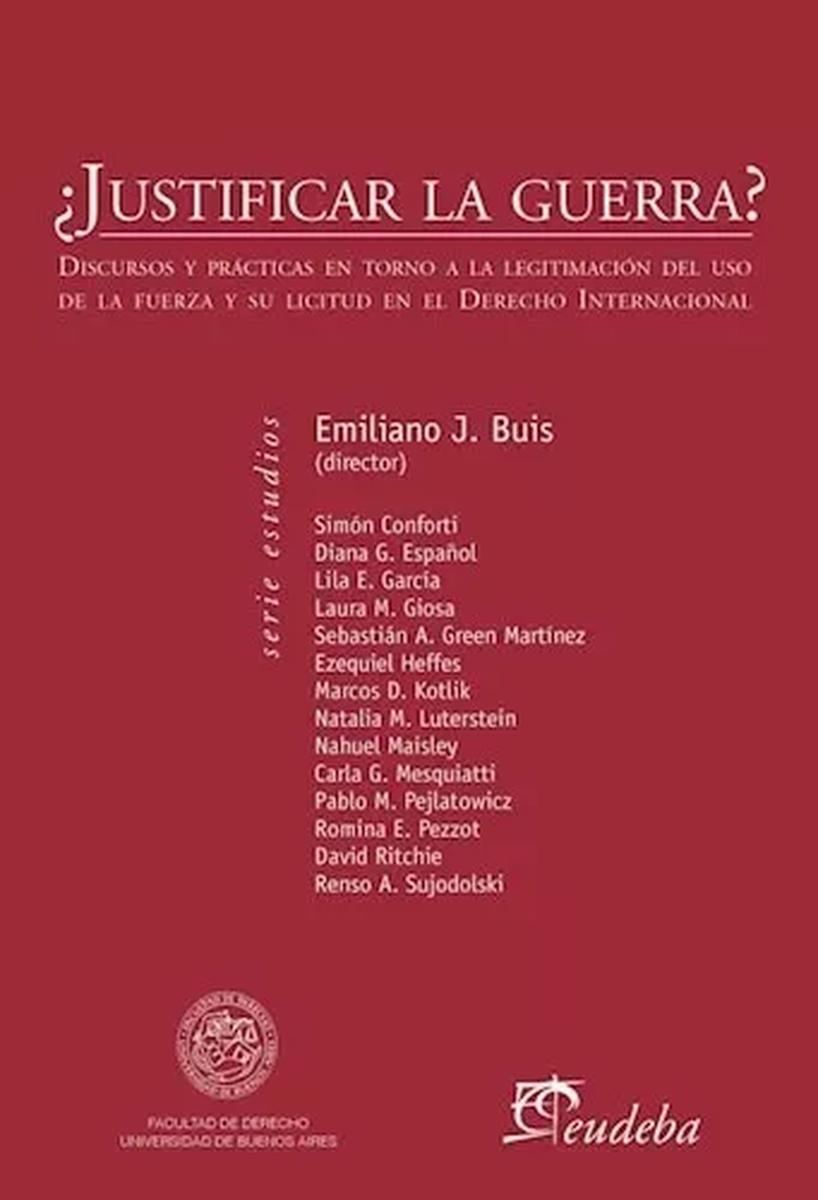 ¿JUSTIFICAR LA GUERRA?
DISCURSOS Y PRÁCTICAS EN TORNO A LA LEGITIMACIÓN DEL USO
DE LA FUERZA Y SU LICITUD EN EL DERECHO INTERNACIONAL
serie estudios
Emiliano J. Buis
(director)
Simón Conforti
Diana G. Español
Lila E. García
Laura M. Giosa
Sebastián A. Green Martínez
Ezequiel Heffes
Marcos D. Kotlik
Natalia M. Luterstein
Nahuel Maisley
Carla G. Mesquiatti
Pablo M. Pejlatowicz
Romina E. Pezzot
David Ritchie
Renso A. Sujodolski
FACULTAD DE DERECHO
UNIVERSIDAD DE BUENOS AIRES
eudeba